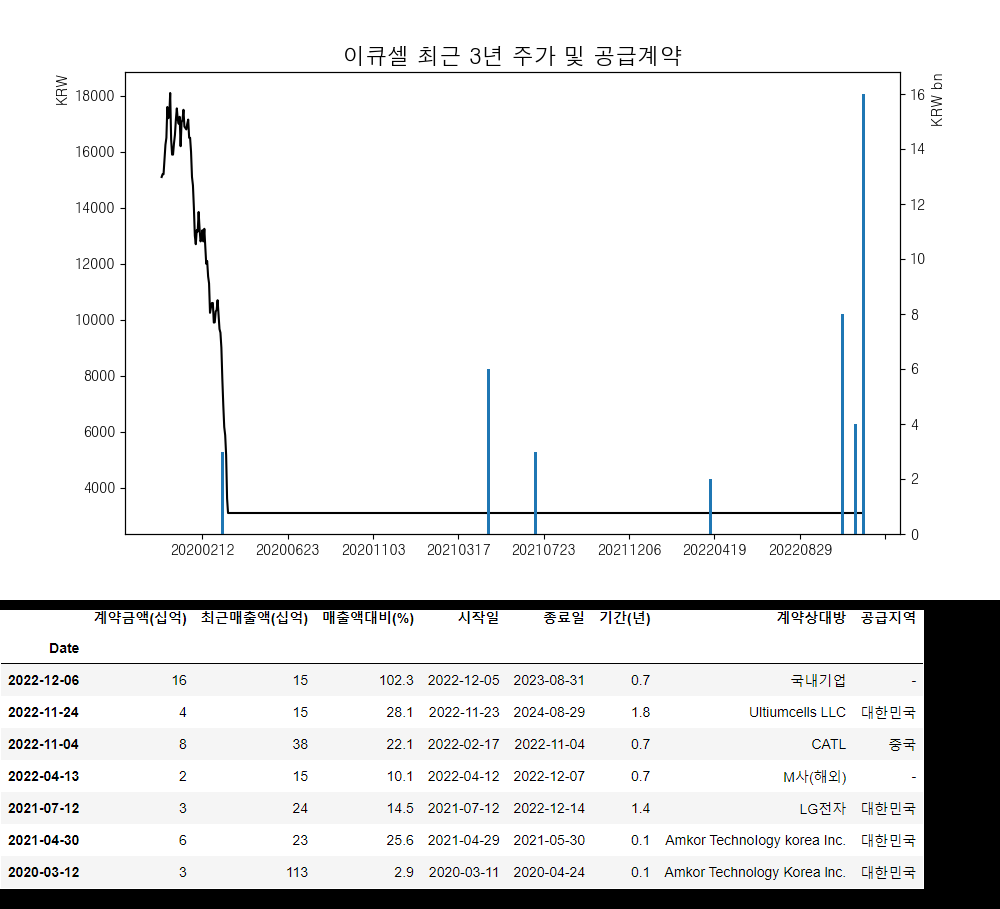 이큐셀 최근 3년 주가 및 공급계약
KRW
KRW bn
18000
16000
14000
12000
10000
8000
6000
4000
16
14
12
10
8
6
4
2
0
20200212 20200623 20201103 20210317 20210723 20211206 20220419 20220829
계약금액(십억) 최근매출액(십억) 매출액대비(%) 시작일 종료일 기간(년) 계약상대방 공급지역
Date
2022-12-06 16 15 102.3 2022-12-05 2023-08-31 0.7 국내기업 -
2022-11-24 4 15 28.1 2022-11-23 2024-08-29 1.8 Ultiumcells LLC 대한민국
2022-11-04 8 38 22.1 2022-02-17 2022-11-04 0.7 CATL 중국
2022-04-13 2 15 10.1 2022-04-12 2022-12-07 0.7 M사(해외) -
2021-07-12 3 24 14.5 2021-07-12 2022-12-14 1.4 LG전자 대한민국
2021-04-30 6 23 25.6 2021-04-29 2021-05-30 0.1 Amkor Technology korea Inc. 대한민국
2020-03-12 3 113 2.9 2020-03-11 2020-04-24 0.1 Amkor Technology Korea Inc. 대한민국